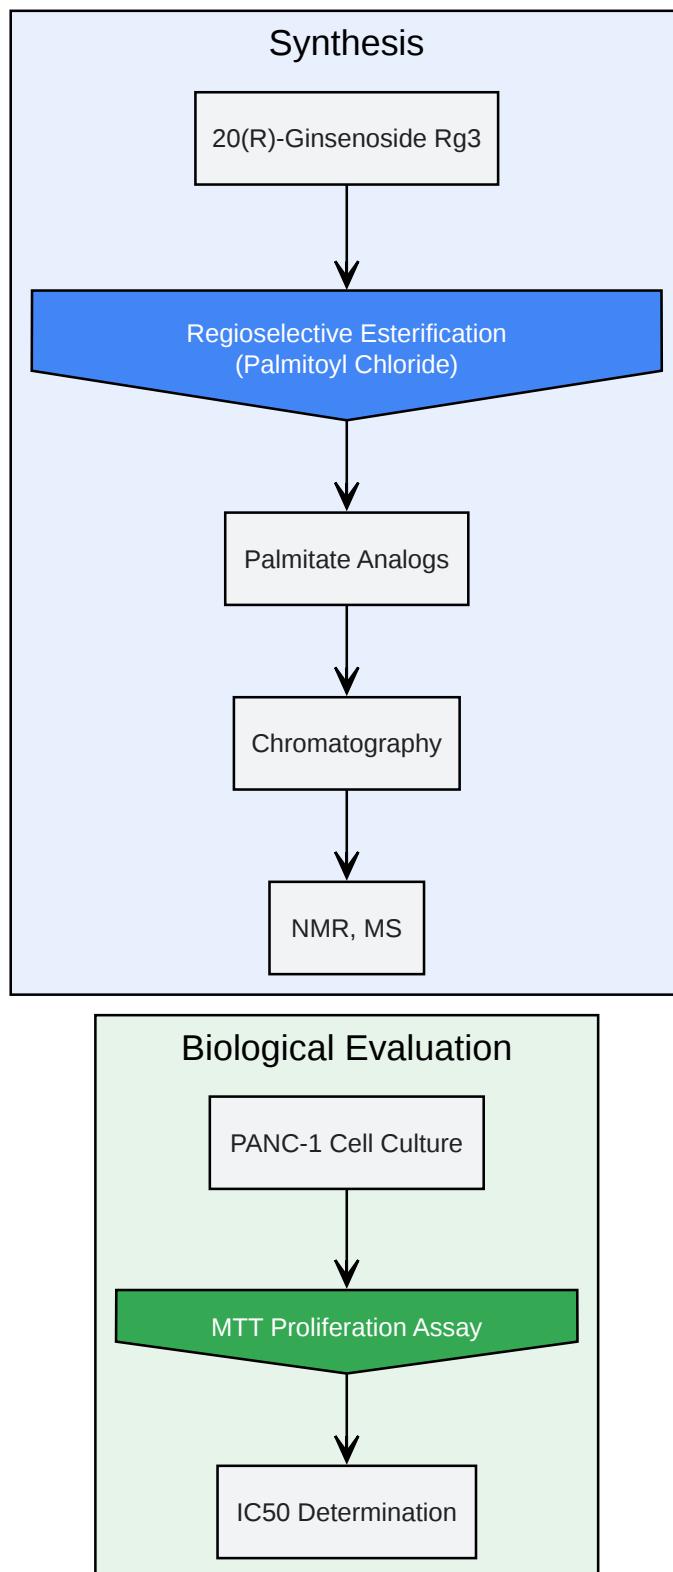 Synthesis
20(R)-Ginsenoside Rg3
Regioselective Esterification
(Palmitoyl Chloride)
Palmitate Analogs
Chromatography
NMR, MS
Biological Evaluation
PANC-1 Cell Culture
MTT Proliferation Assay
IC50 Determination